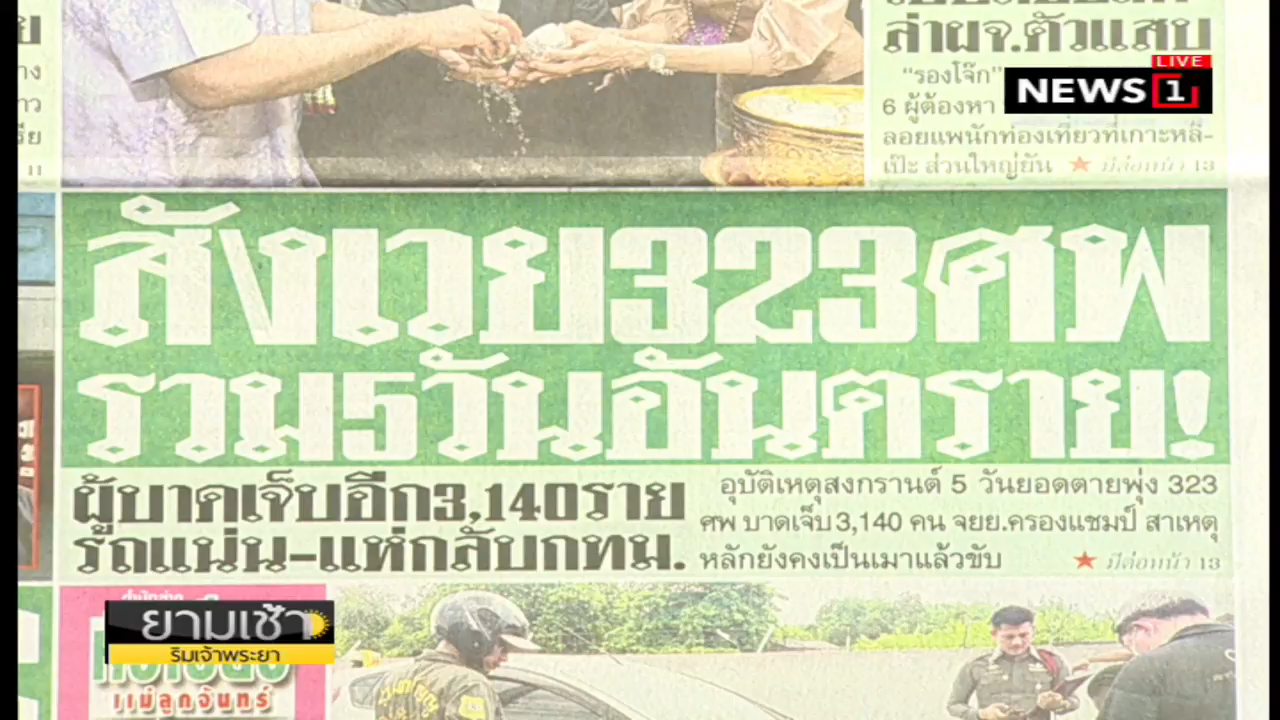 ล่าผจ.ตัวแสบ
LIVE
NEWS 1
"รองโจ๊ก"
6 ผู้ต้องหา
ลอยแพนักท่องเที่ยวที่เกาะหลี-
เป๊ะ ส่วนใหญ่ยัน ★ มีต่อหน้า 13
11
สังเวย323ศพ
รวม5วันอันตราย!
ผู้บาดเจ็บอีก3,140ราย
รถแน่น-แห่กลับกทม.
อุบัติเหตุสงกรานต์ 5 วันยอดตายพุ่ง 323
ศพ บาดเจ็บ3,140 คน จยย.ครองแชมป์ สาเหตุ
หลักยังคงเป็นเมาแล้วขับ ★ มีต่อหน้า 13
ยามเช้า
ริมเจ้าพระยา
แม่ลูกจันทร์